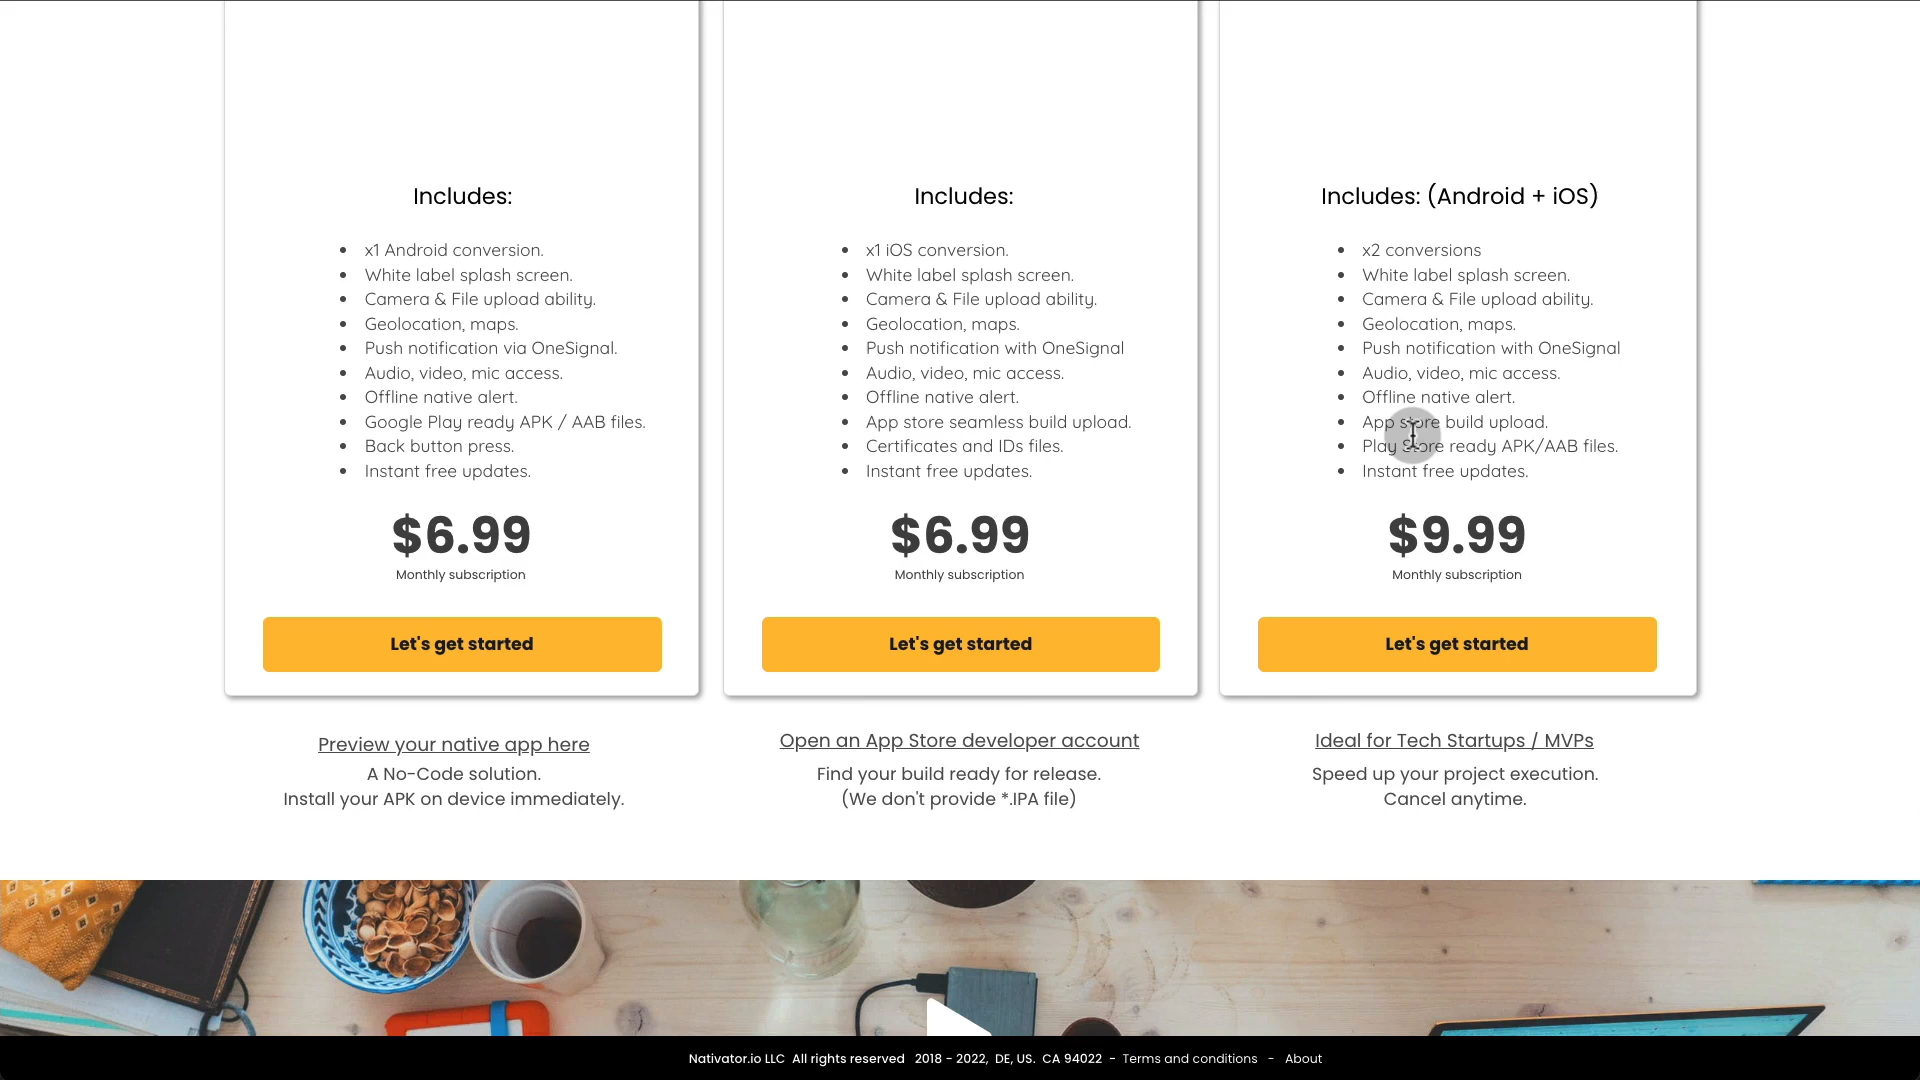 Includes:
x1 Android conversion.
White label splash screen.
Camera & File upload ability.
Geolocation, maps.
Push notification via OneSignal.
Audio, video, mic access.
Offline native alert.
Google Play ready APK / AAB files.
Back button press.
Instant free updates.
$6.99
Monthly subscription
Let's get started
Preview your native app here
A No-Code solution.
Install your APK on device immediately.
Includes:
x1 iOS conversion.
White label splash screen.
Camera & File upload ability.
Geolocation, maps.
Push notification with OneSignal
Audio, video, mic access.
Offline native alert.
App store seamless build upload.
Certificates and IDs files.
Instant free updates.
$6.99
Monthly subscription
Let's get started
Open an App Store developer account
Find your build ready for release.
(We don't provide *.IPA file)
Includes: (Android + iOS)
x2 conversions
White label splash screen.
Camera & File upload ability.
Geolocation, maps.
Push notification with OneSignal
Audio, video, mic access.
Offline native alert.
App store build upload.
Play Store ready APK/AAB files.
Instant free updates.
$9.99
Monthly subscription
Let's get started
Ideal for Tech Startups / MVPs
Speed up your project execution.
Cancel anytime.
Nativator.io LLC All rights reserved 2018 - 2022, DE, US. CA 94022 - Terms and conditions - About